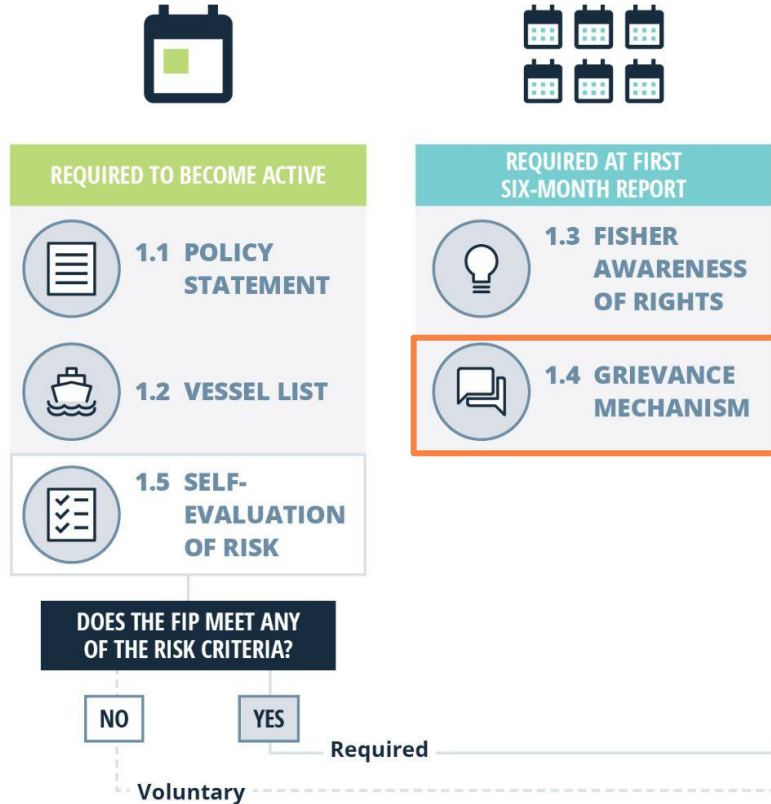 REQUIRED TO BECOME ACTIVE
1.1 POLICY
STATEMENT
1.2 VESSEL LIST
1.5 SELF-
EVALUATION
OF RISK
DOES THE FIP MEET ANY
OF THE RISK CRITERIA?
NO
YES
Required
Voluntary
REQUIRED AT FIRST
SIX-MONTH REPORT
1.3 FISHER
AWARENESS
OF RIGHTS
1.4 GRIEVANCE
MECHANISM